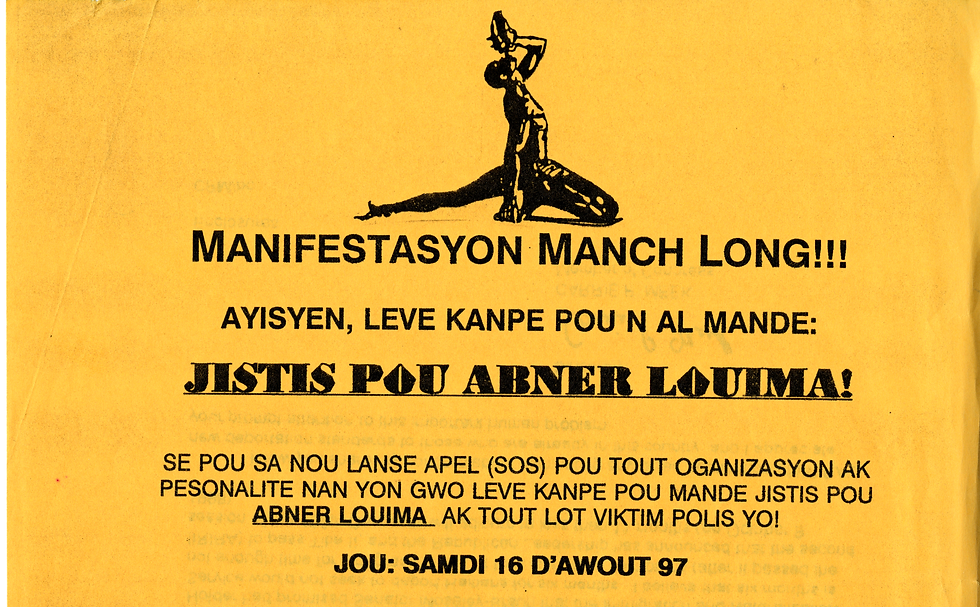 MANIFESTASYON MANCH LONG!!!
AYISYEN, LEVE KANPE POU N AL MANDE:
JISTIS POU ABNER LOUIMA!
SE POU SA NOU LANSE APEL (SOS) POU TOUT OGANIZASYON AK
PESONALITE NAN YON GWO LEVE KANPE POU MANDE JISTIS POU
ABNER LOUIMA AK TOUT LOT VIKTIM POLIS YO!
JOU: SAMDI 16 D'AWOUT 97